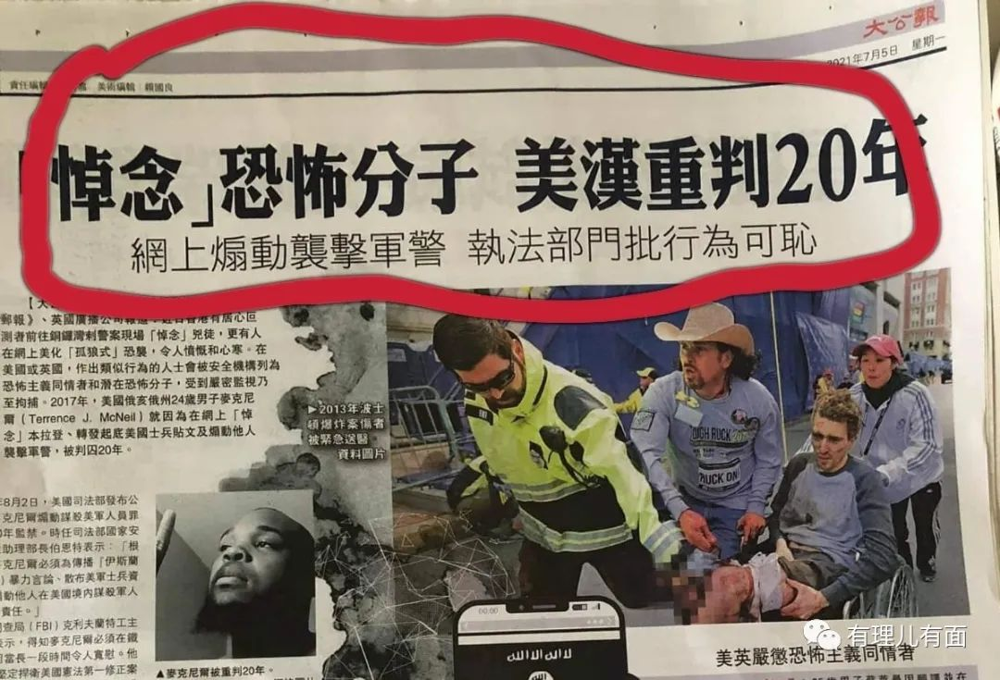 大公報
2021年7月5日 星期一
責任編輯 美術編輯 賴國良
「悼念」恐怖分子 美漢重判20年
網上煽動襲擊軍警 執法部門批行為可恥
郵報》、英國廣播公司報道，近日香港有居心叵
測者前往銅鑼灣刺警案現場「悼念」兇徒，更有人
在網上美化「孤狼式」恐襲，令人憤慨和心寒。在
美國或英國，作出類似行為的人士會被安全機構列為
恐怖主義同情者和潛在恐怖分子，受到嚴密監視乃
至拘捕。2017年，美國俄亥俄州24歲男子麥克尼
爾（Terrence J. McNeil）就因為在網上「悼
念」本拉登、轉發起底美國士兵貼文及煽動他人
襲擊軍警，被判囚20年。
年8月2日，美國司法部發布公
克尼爾煽動謀殺美軍人員罪
0年監禁。時任司法部國家安
助理部長伯恩特表示：「根
麥克尼爾必須為傳播「伊斯蘭
）暴力言論、散布美軍士兵資
煽動他人在美國境內謀殺軍人
責任。」
調查局（FBI）克利夫蘭特工主
表示，得知麥克尼爾必須在鐵
當長一段時間令人寬慰。他
堅定捍衛美國憲法第一修正案
▶2013年波士
頓爆炸案傷者
被緊急送醫
資料圖片
OUGH RUCK 20
RUCK ON
00:00
لا اله الا الله
▲麥克尼爾被重判20年。
美英嚴懲恐怖主義同情者
有理儿有面